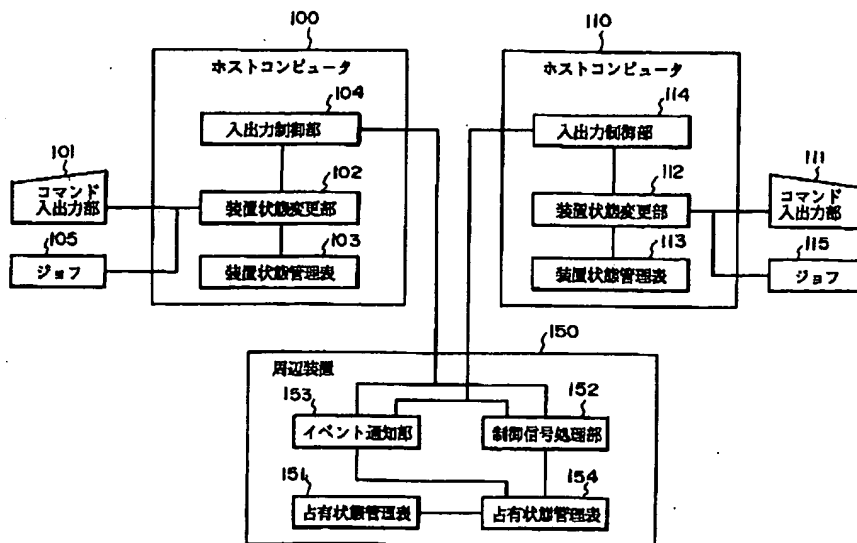 100
ホストコンピュータ
104
入出力制御部
101
コマンド
入出力部
102
装置状態変更部
105
ジョフ
103
装置状態管理表
110
ホストコンピュータ
114
入出力制御部
112
装置状態変更部
111
コマンド
入出力部
113
装置状態管理表
115
ジョフ
150
周辺装置
153
イベント通知部
152
制御信号処理部
151
占有状態管理表
154
占有状態管理表